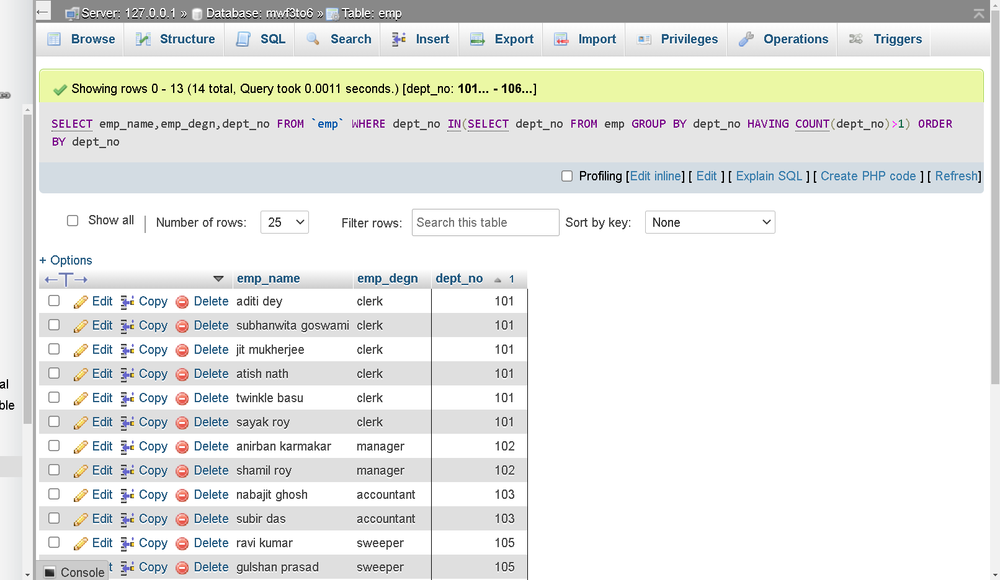 Server: 127.0.0.1 » Database: mwf3to6 » Table: emp
Browse Structure SQL Search Insert Export Import Privileges Operations Triggers
Showing rows 0 - 13 (14 total, Query took 0.0011 seconds.) [dept_no: 101... - 106...]
SELECT emp_name,emp_degn,dept_no FROM `emp` WHERE dept_no IN(SELECT dept_no FROM emp GROUP BY dept_no HAVING COUNT(dept_no)>1) ORDER
BY dept_no
Profiling [Edit inline] [ Edit ] [ Explain SQL ] [ Create PHP code ] [ Refresh]
Show all Number of rows: 25 Filter rows: Search this table Sort by key: None
+ Options
←T→ emp_name emp_degn dept_no 1
Edit Copy Delete aditi dey clerk 101
Edit Copy Delete subhanwita goswami clerk 101
Edit Copy Delete jit mukherjee clerk 101
Edit Copy Delete atish nath clerk 101
al
Edit Copy Delete twinkle basu clerk 101
ble
Edit Copy Delete sayak roy clerk 101
Edit Copy Delete anirban karmakar manager 102
Edit Copy Delete shamil roy manager 102
Edit Copy Delete nabajit ghosh accountant 103
Edit Copy Delete subir das accountant 103
Edit Copy Delete ravi kumar sweeper 105
t Copy Delete gulshan prasad sweeper 105
Console